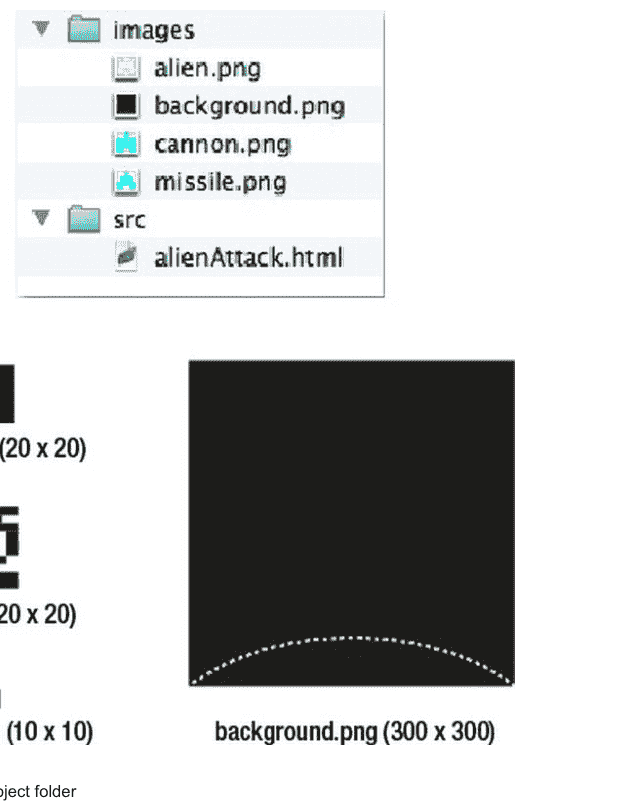 images
alien.png
background.png
cannon.png
missile.png
src
alienAttack.html
(20 x 20)
20 x 20)
(10 x 10)
background.png (300 x 300)
oject folder